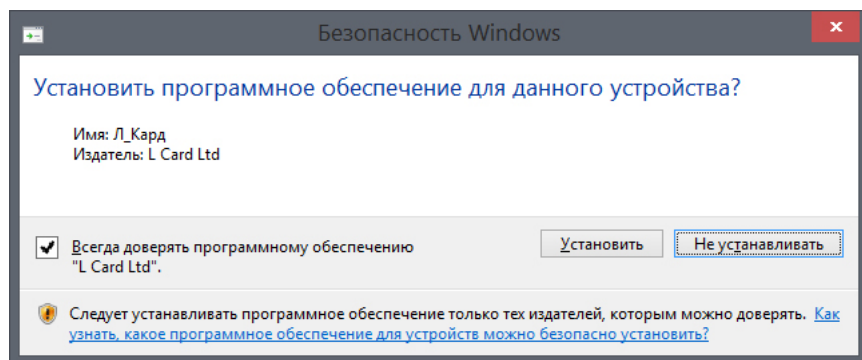 Безопасность Windows
Установить программное обеспечение для данного устройства?
Имя: Л_Кард
Издатель: L Card Ltd
Всегда доверять программному обеспечению
"L Card Ltd".
Установить
Не устанавливать
Следует устанавливать программное обеспечение только тех издателей, которым можно доверять. Как
узнать, какое программное обеспечение для устройств можно безопасно установить?